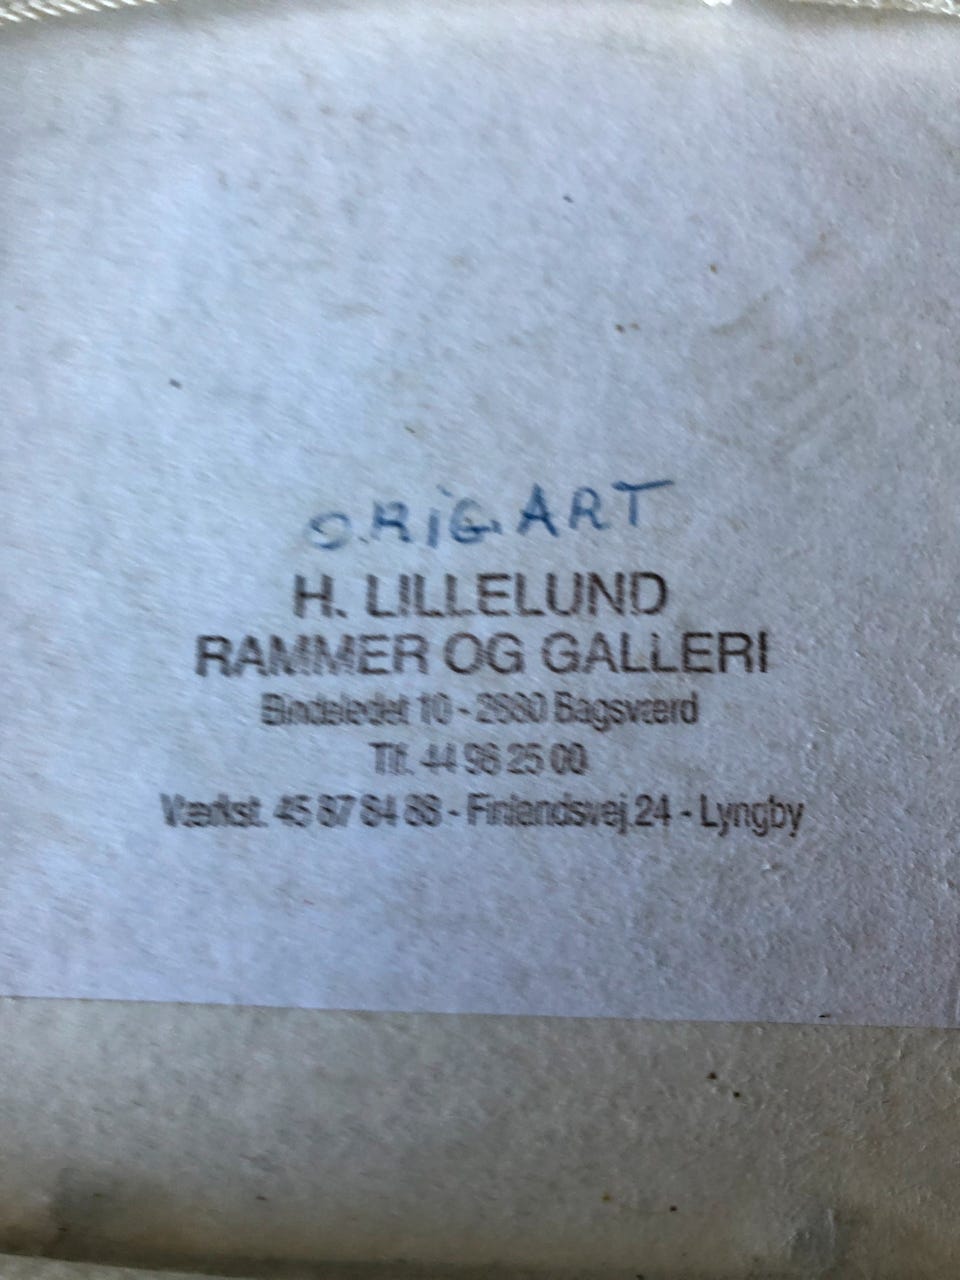 ORIG.ART
H. LILLELUND
RAMMER OG GALLERI
Bindeledet 10 - 2880 Bagsværd
Tlf. 44 98 25 00
Værkst. 45 87 84 88 - Finlandsvej 24 - Lyngby